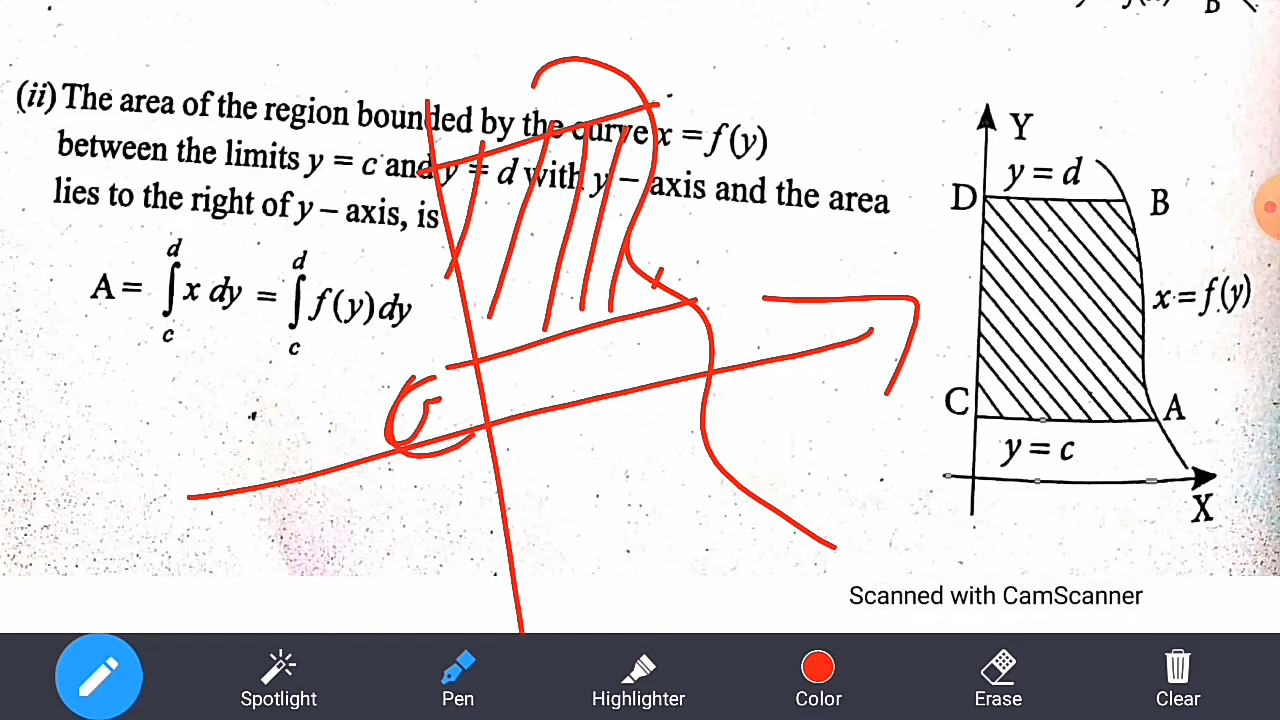 (ii) The area of the region bounded by the curve x = f(y)
between the limits y = c and y = d with y – axis and the area
lies to the right of y – axis, is
A = ∫_c^d x dy = ∫_c^d f(y) dy
Y
y = d
D
B
x = f(y)
C
A
y = c
X
Scanned with CamScanner
Spotlight
Pen
Highlighter
Color
Erase
Clear